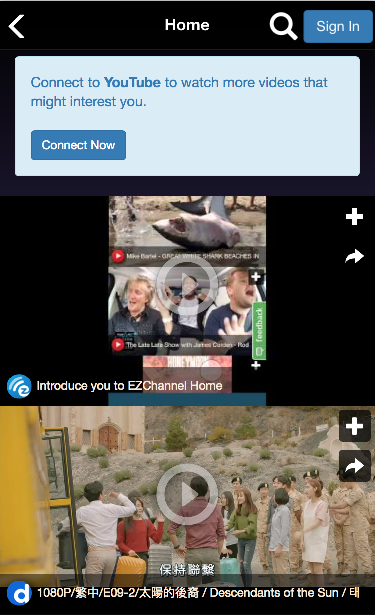 Home
Sign In
Connect to YouTube to watch more videos that
might interest you.
Connect Now
Mike Barter - GREAT WHITE SHARK BEACHES IN
feedback
The Late Late Show with James Corden - Rod
Introduce you to EZChannel Home
保持聯繫
1080P/繁中/E09-2/太陽的後裔 / Descendants of the Sun / 태